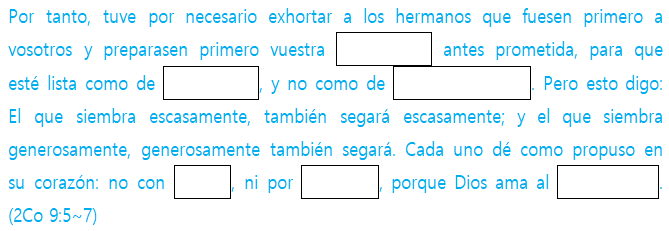 Por tanto, tuve por necesario exhortar a los hermanos que fuesen primero a
vosotros y preparasen primero vuestra antes prometida, para que
esté lista como de , y no como de . Pero esto digo:
El que siembra escasamente, también segará escasamente; y el que siembra
generosamente, generosamente también segará. Cada uno dé como propuso en
su corazón: no con , ni por , porque Dios ama al .
(2Co 9:5~7)